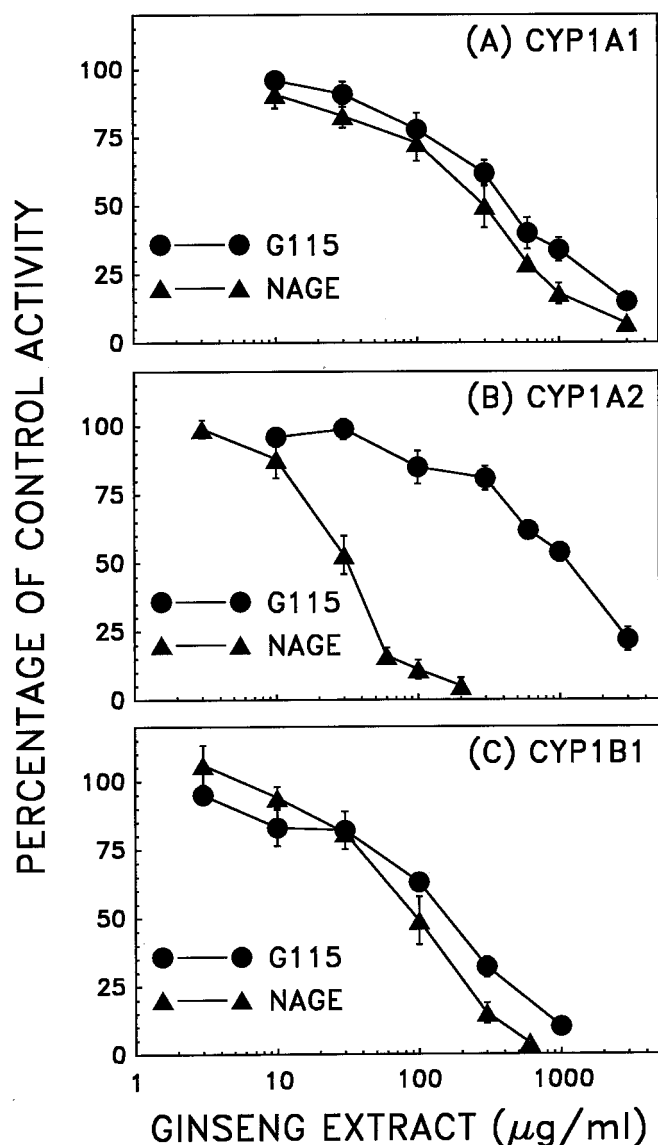 PERCENTAGE OF CONTROL ACTIVITY
(A) CYP1A1
100
75
50
25
0
G115
NAGE
(B) CYP1A2
100
75
50
25
0
G115
NAGE
(C) CYP1B1
100
75
50
25
0
G115
NAGE
1 10 100 1000
GINSENG EXTRACT (μg/ml)